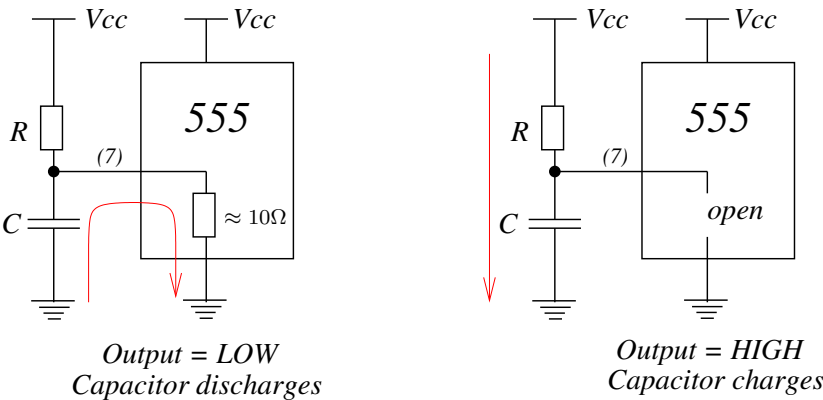 Vcc
Vcc
555
R
(7)
C
≈ 10Ω
Output = LOW
Capacitor discharges
Vcc
Vcc
555
R
(7)
C
open
Output = HIGH
Capacitor charges